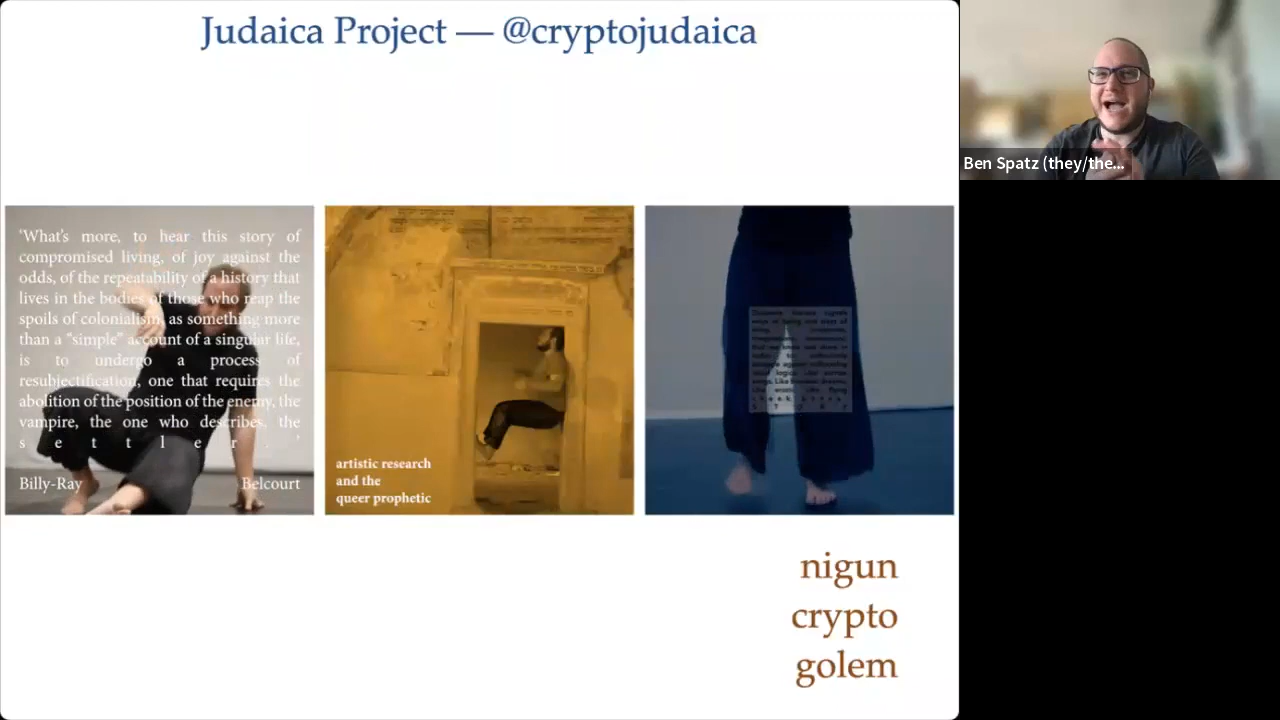 Judaica Project — @cryptojudaica
Ben Spatz (they/the...
'What's more, to hear this story of
compromised living, of joy against the
odds, of the repeatability of a history that
lives in the bodies of those who reap the
spoils of colonialism, as something more
than a "simple" account of a singular life,
is to undergo a process of
resubjectification, one that requires the
abolition of the position of the enemy, the
vampire, the one who describes, the
s e t t l e r . '
Billy-Ray Belcourt
artistic research
and the
queer prophetic
nigun
crypto
golem